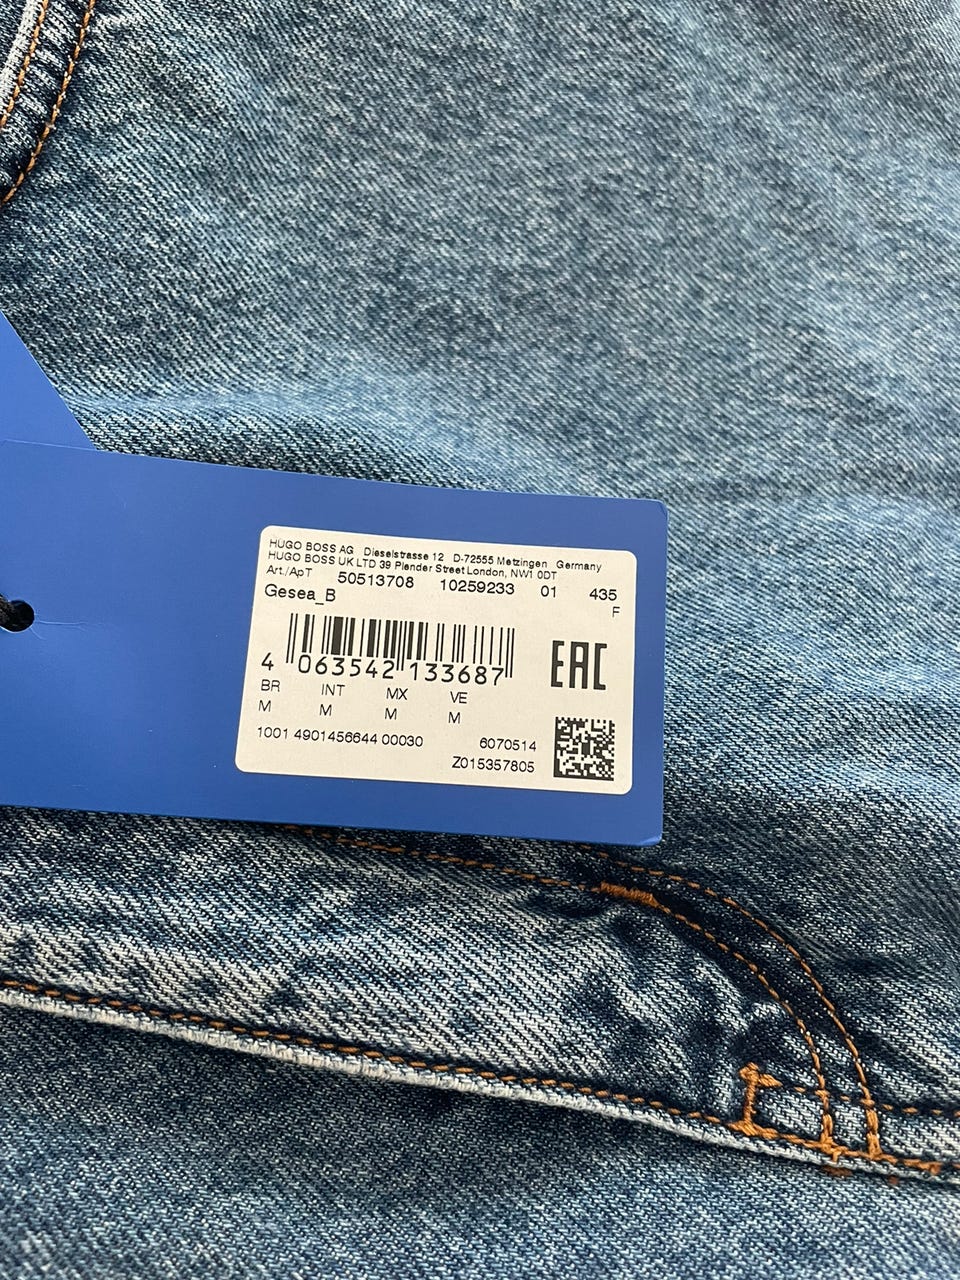 HUGO BOSS AG Dieselstrasse 12 D-72555 Metzingen Germany
HUGO BOSS UK LTD 39 Plender Street London, NW1 0DT
Art./ApT 50513708 10259233 01 435
Gesea_B F
4 063542 133687
EAC
BR INT MX VE
M M M M
1001 4901456644 00030 6070514
Z015357805